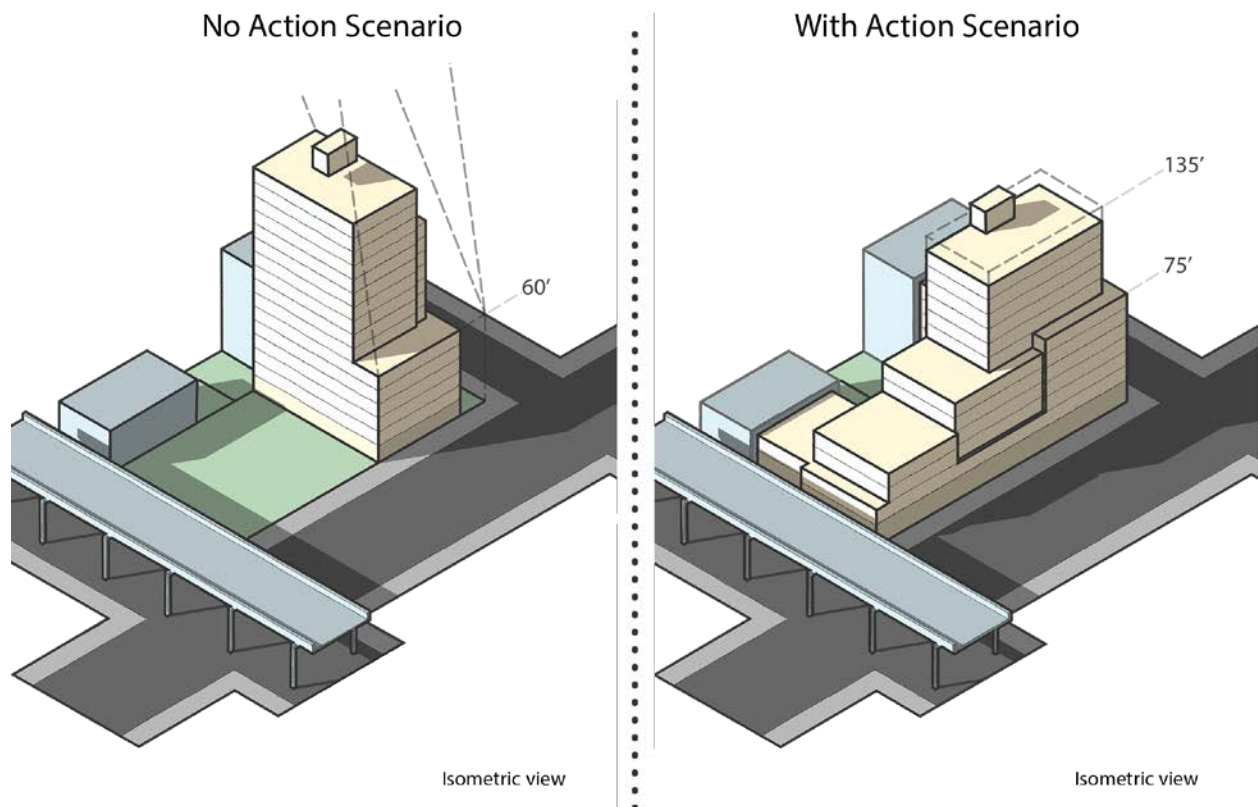 No Action Scenario
60′
Isometric view
With Action Scenario
135′
75′
Isometric view